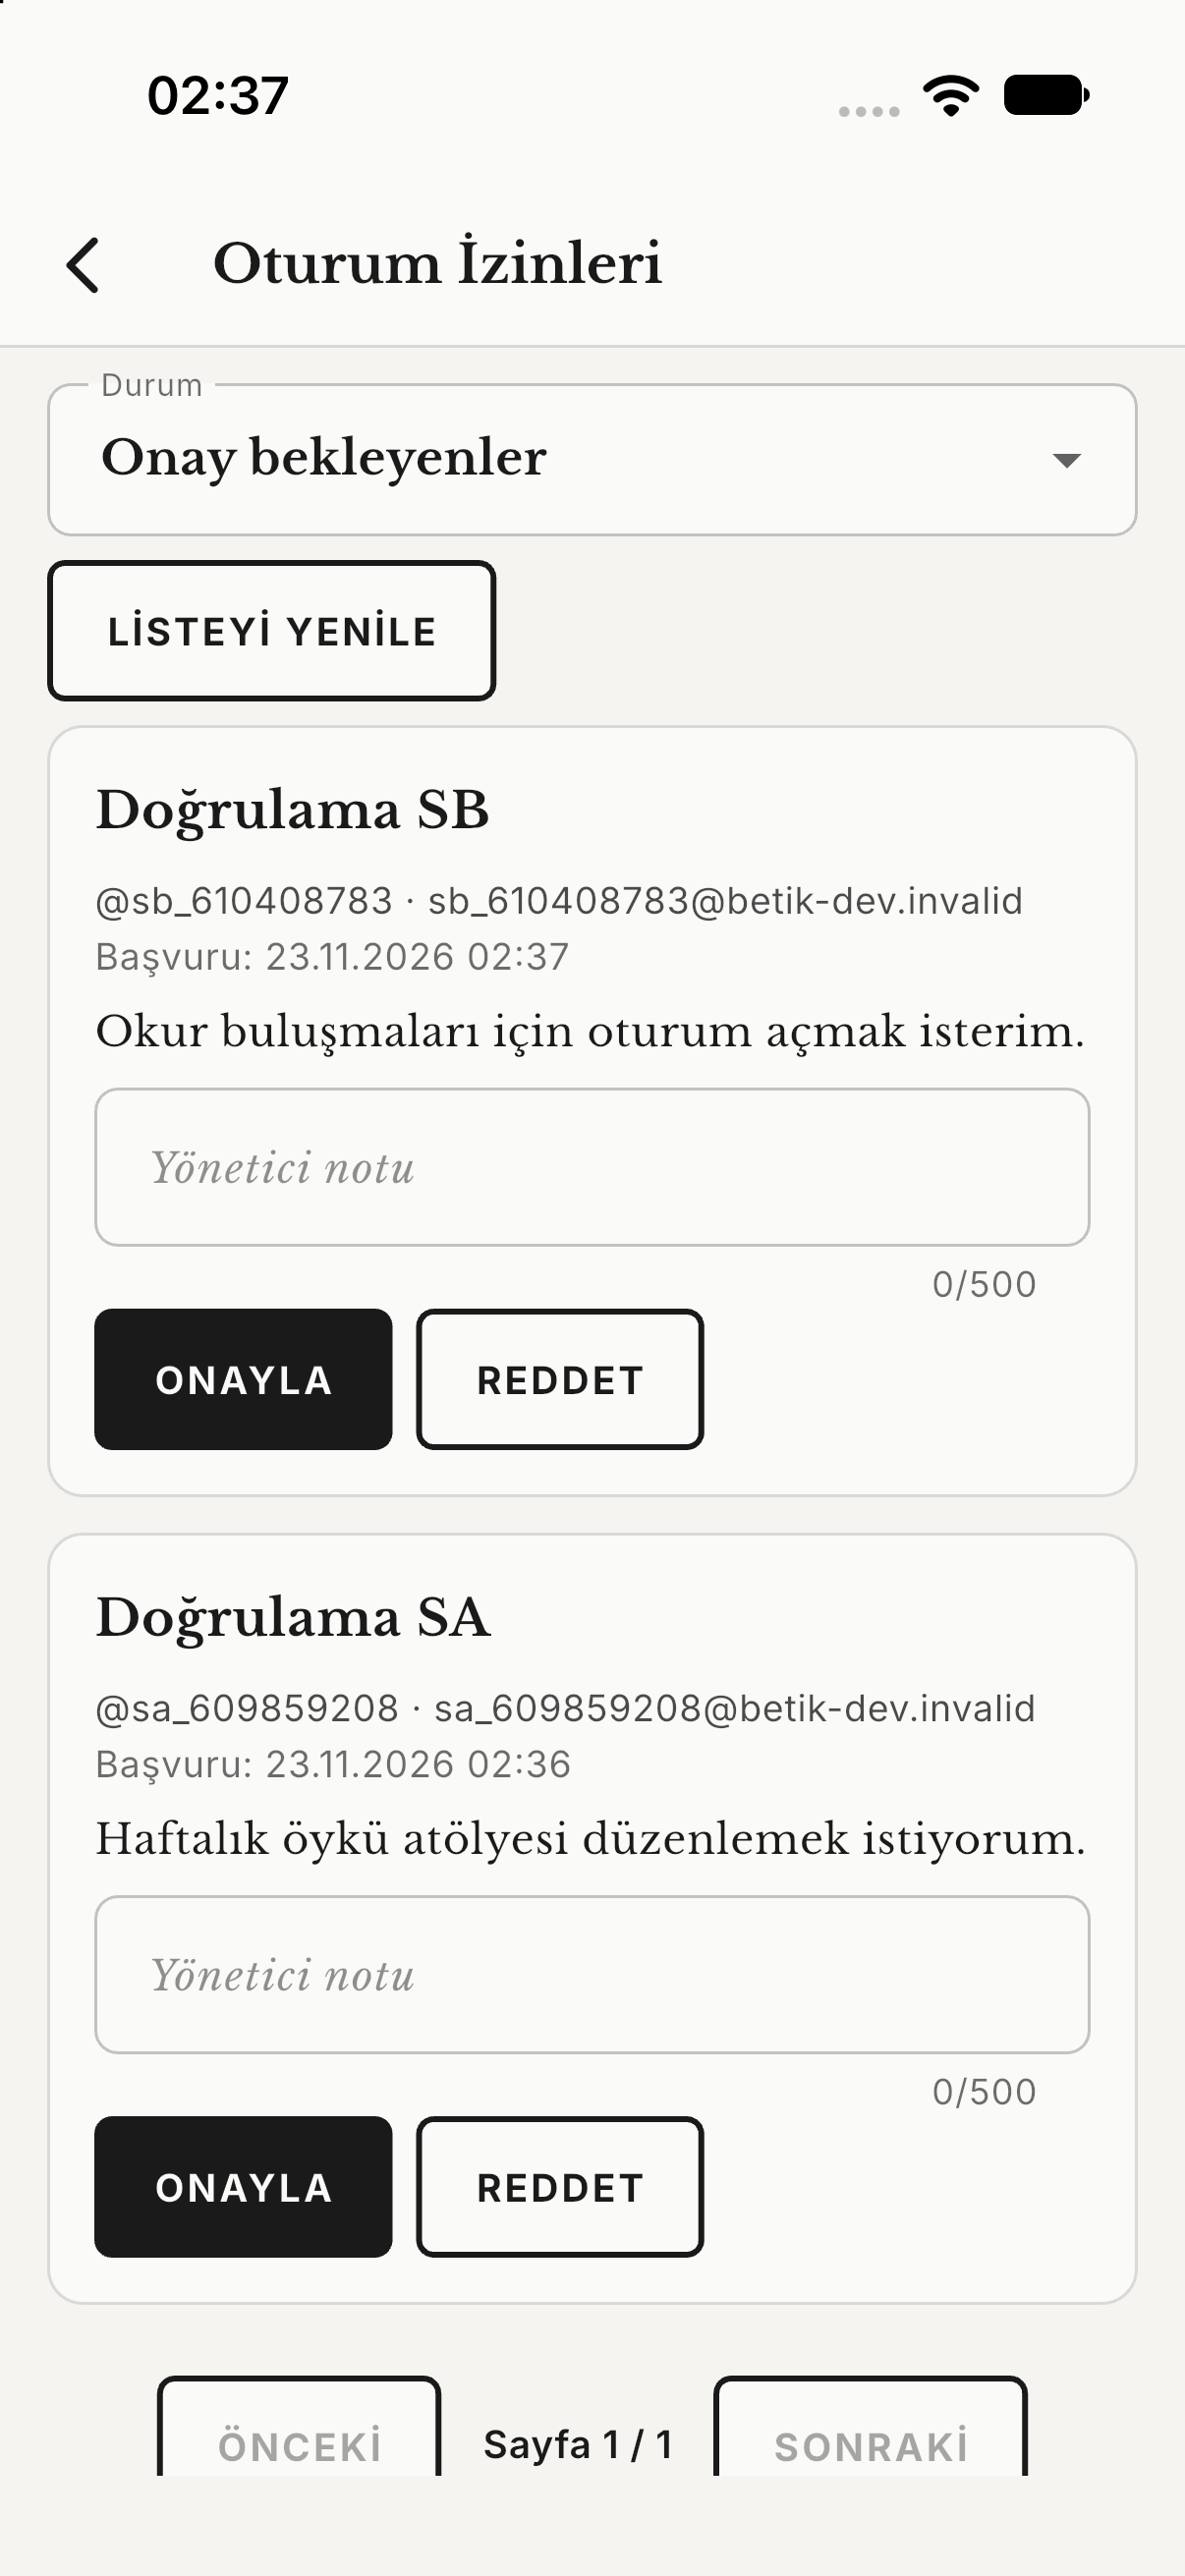 02:37
Oturum İzinleri
Durum
Onay bekleyenler
LİSTEYİ YENİLE
Doğrulama SB
@sb_610408783 · sb_610408783@betik-dev.invalid
Başvuru: 23.11.2026 02:37
Okur buluşmaları için oturum açmak isterim.
Yönetici notu
0/500
ONAYLA REDDET
Doğrulama SA
@sa_609859208 · sa_609859208@betik-dev.invalid
Başvuru: 23.11.2026 02:36
Haftalık öykü atölyesi düzenlemek istiyorum.
Yönetici notu
0/500
ONAYLA REDDET
ÖNCEKİ Sayfa 1 / 1 SONRAKİ